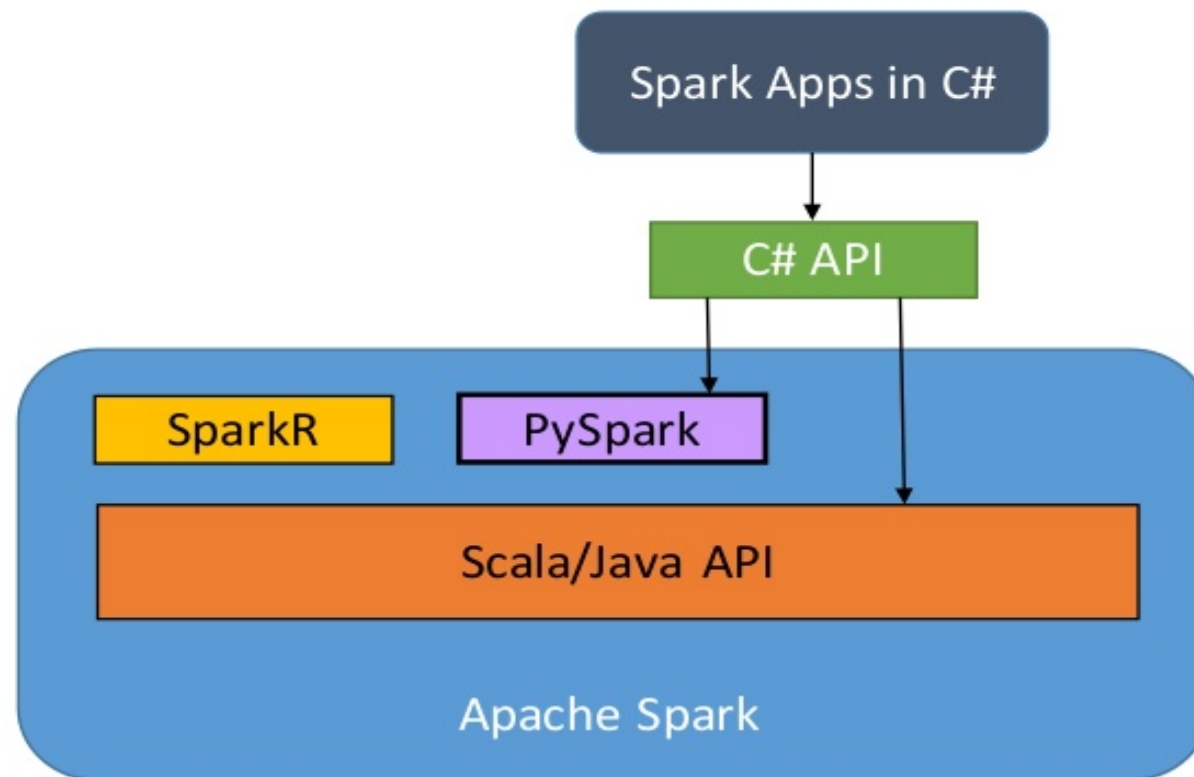 Spark Apps in C#
C# API
SparkR
PySpark
Scala/Java API
Apache Spark